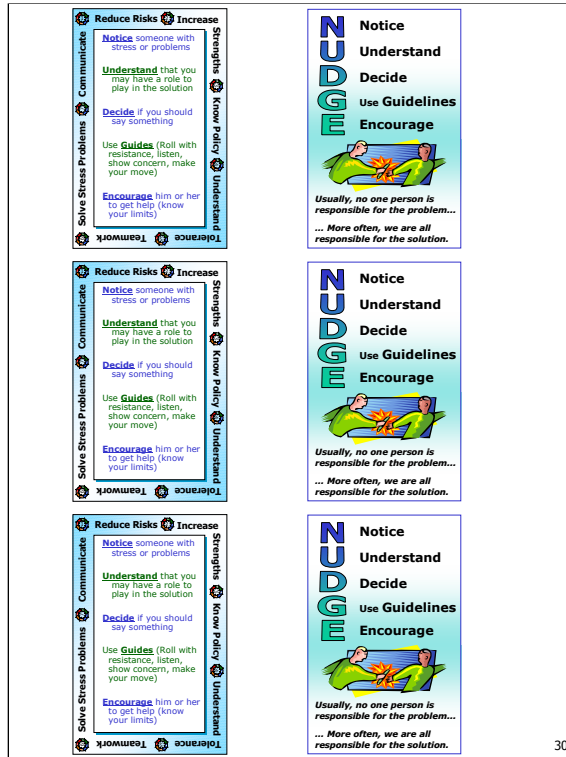 Reduce Risks Increase
Strengths Know Policy Understand
Tolerance Teamwork
Solve Stress Problems Communicate
Notice someone with
stress or problems
Understand that you
may have a role to
play in the solution
Decide if you should
say something
Use Guides (Roll with
resistance, listen,
show concern, make
your move)
Encourage him or her
to get help (know
your limits)
N Notice
U Understand
D Decide
G Use Guidelines
E Encourage
Usually, no one person is
responsible for the problem...
... More often, we are all
responsible for the solution.
Reduce Risks Increase
Strengths Know Policy Understand
Tolerance Teamwork
Solve Stress Problems Communicate
Notice someone with
stress or problems
Understand that you
may have a role to
play in the solution
Decide if you should
say something
Use Guides (Roll with
resistance, listen,
show concern, make
your move)
Encourage him or her
to get help (know
your limits)
N Notice
U Understand
D Decide
G Use Guidelines
E Encourage
Usually, no one person is
responsible for the problem...
... More often, we are all
responsible for the solution.
Reduce Risks Increase
Strengths Know Policy Understand
Tolerance Teamwork
Solve Stress Problems Communicate
Notice someone with
stress or problems
Understand that you
may have a role to
play in the solution
Decide if you should
say something
Use Guides (Roll with
resistance, listen,
show concern, make
your move)
Encourage him or her
to get help (know
your limits)
N Notice
U Understand
D Decide
G Use Guidelines
E Encourage
Usually, no one person is
responsible for the problem...
... More often, we are all
responsible for the solution.
30